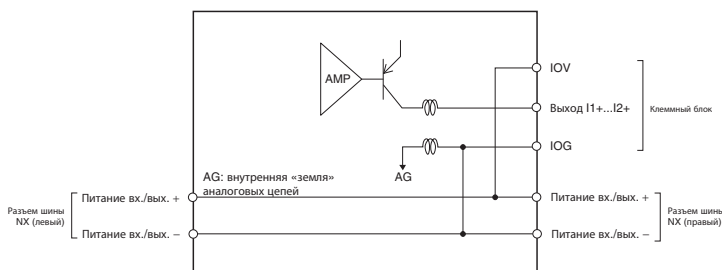 AMP
IOV
Выход I1+...I2+
Клеммный блок
IOG
AG
AG: внутренняя «земля»
аналоговых цепей
Разъем шины
NX (левый)
Питание вх./вых. +
Питание вх./вых. –
Питание вх./вых. +
Питание вх./вых. –
Разъем шины
NX (правый)